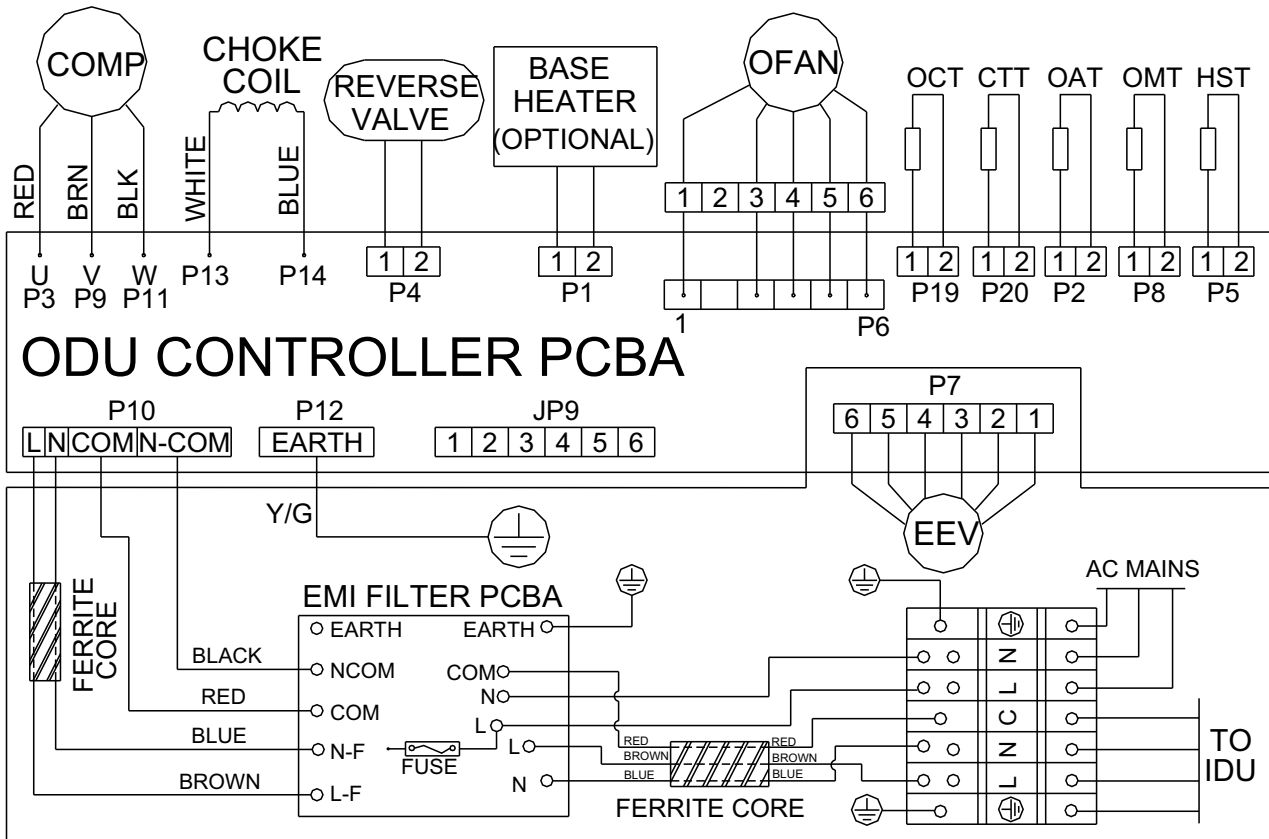 COMP
CHOKE
COIL
REVERSE
VALVE
BASE
HEATER
(OPTIONAL)
OFAN
OCT CTT OAT OMT HST
RED
BRN
BLK
WHITE
BLUE
1 2 3 4 5 6
U V W
P3 P9 P11
P13
P14
1 2
P4
1 2
P1
1
P6
1 2
P19
1 2
P20
1 2
P2
1 2
P8
1 2
P5
ODU CONTROLLER PCBA
P10
L N COM N-COM
P12
EARTH
JP9
1 2 3 4 5 6
P7
6 5 4 3 2 1
Y/G
EEV
FERRITE
CORE
EMI FILTER PCBA
AC MAINS
EARTH EARTH
BLACK
NCOM
COM
RED
COM
N
BLUE
N-F
L
FUSE
L
BROWN
L-F
N
RED RED
BROWN BROWN
BLUE BLUE
FERRITE CORE
N
L
C
N
L
TO
IDU